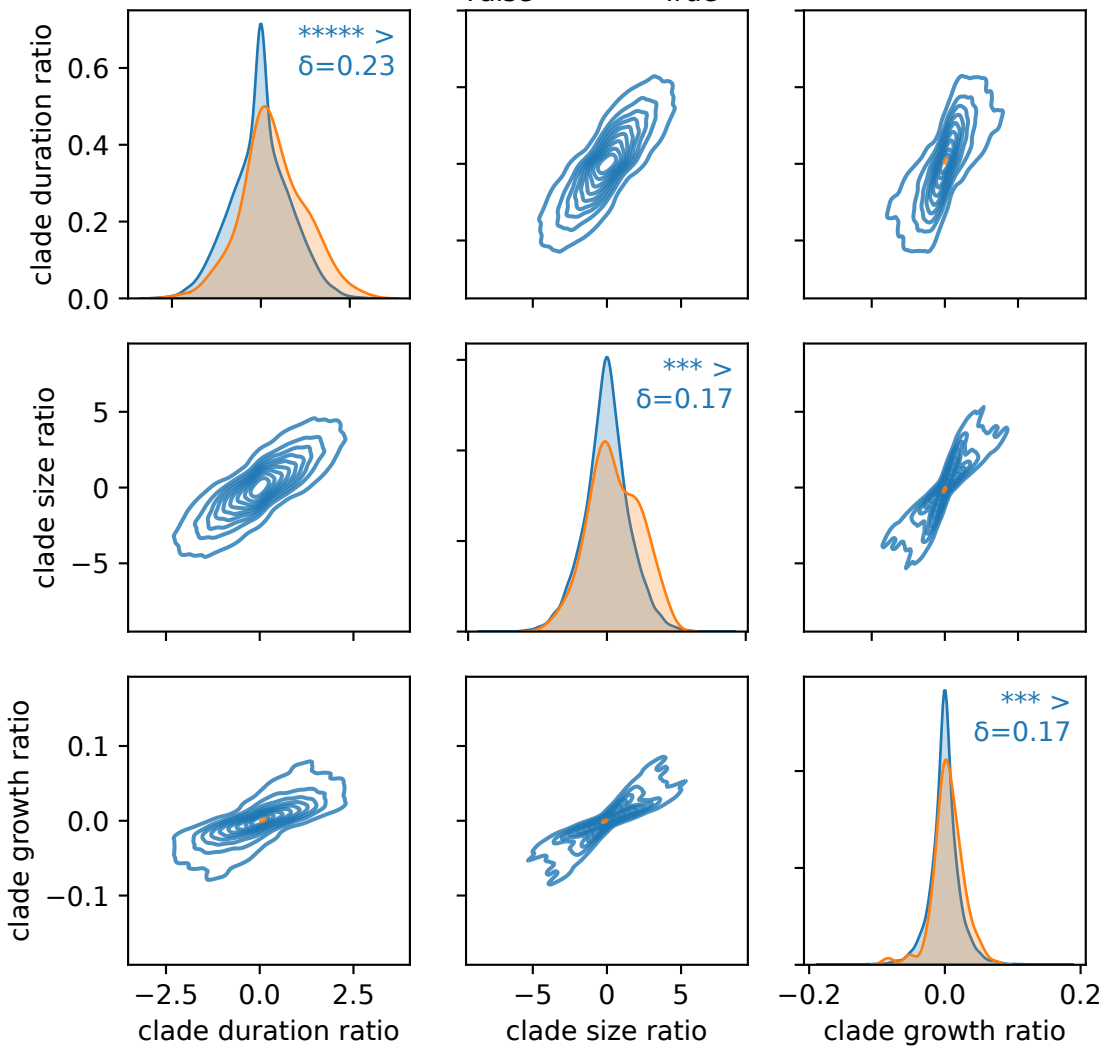 clade duration ratio
0.6
0.4
0.2
0.0
***** >
δ=0.23
clade size ratio
5
0
−5
*** >
δ=0.17
clade growth ratio
0.1
0.0
−0.1
*** >
δ=0.17
−2.5 0.0 2.5
−5 0 5
−0.2 0.0 0.2
clade duration ratio
clade size ratio
clade growth ratio